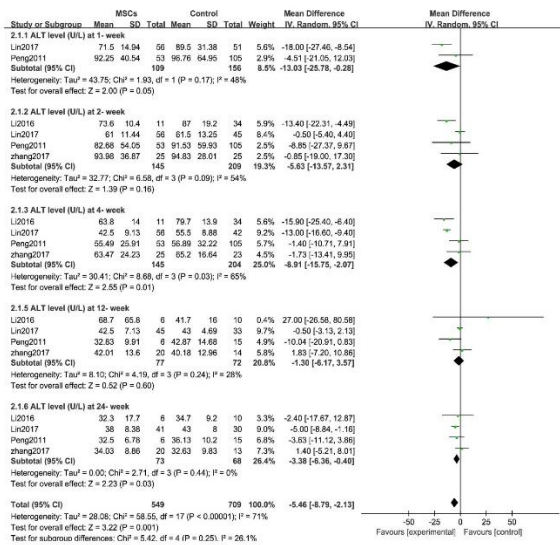 MSCs Control Mean Difference Mean Difference
Study or Subgroup Mean SD Total Mean SD Total Weight IV. Random. 95% CI IV. Random. 95% CI
2.1.1 ALT level (U/L) at 1- week
Lin2017 71.5 14.94 56 89.5 31.38 51 5.6% -18.00 [-27.46, -8.54]
Peng2011 92.25 40.54 53 96.76 64.95 105 2.9% -4.51 [-21.05, 12.03]
Subtotal (95% CI) 109 156 8.5% -13.03 [-25.78, -0.28]
Heterogeneity: Tau² = 43.75; Chi² = 1.93, df = 1 (P = 0.17); I² = 48%
Test for overall effect: Z = 2.00 (P = 0.05)
2.1.2 ALT level (U/L) at 2- week
Li2016 73.6 10.4 11 87 19.2 34 6.0% -13.40 [-22.31, -4.49]
Lin2017 61 11.44 56 61.5 13.25 45 9.0% -0.50 [-5.40, 4.40]
Peng2011 82.68 54.05 53 91.53 59.93 105 2.4% -8.85 [-27.37, 9.67]
zhang2017 93.98 36.87 25 94.83 28.01 25 2.5% -0.85 [-19.00, 17.30]
Subtotal (95% CI) 145 209 19.3% -5.63 [-13.57, 2.31]
Heterogeneity: Tau² = 32.77; Chi² = 6.58, df = 3 (P = 0.09); I² = 54%
Test for overall effect: Z = 1.39 (P = 0.16)
2.1.3 ALT level (U/L) at 4- week
Li2016 63.8 14 11 79.7 13.9 34 5.6% -15.90 [-25.40, -6.40]
Lin2017 42.5 9.13 56 55.5 8.88 42 9.7% -13.00 [-16.60, -9.40]
Peng2011 55.49 25.91 53 56.89 32.22 105 5.7% -1.40 [-10.71, 7.91]
zhang2017 63.47 24.23 25 65.2 16.64 23 4.6% -1.73 [-13.41, 9.95]
Subtotal (95% CI) 145 204 25.0% -8.91 [-15.75, -2.07]
Heterogeneity: Tau² = 30.41; Chi² = 8.68, df = 3 (P = 0.03); I² = 65%
Test for overall effect: Z = 2.55 (P = 0.01)
2.1.5 ALT level (U/L) at 12- week
Li2016 68.7 65.8 6 41.7 16 10 0.4% 27.00 [-26.58, 80.58]
Lin2017 42.5 7.13 45 43 4.69 33 -0.50 [-3.13, 2.13]
Peng2011 32.83 9.91 6 42.87 14.68 15 -10.04 [-20.91, 0.83]
zhang2017 42.01 13.6 20 40.18 12.96 14 1.83 [-7.20, 10.86]
Subtotal (95% CI) 77 72 20.8% -1.30 [-6.17, 3.57]
Heterogeneity: Tau² = 8.10; Chi² = 4.19, df = 3 (P = 0.24); I² = 28%
Test for overall effect: Z = 0.52 (P = 0.60)
2.1.6 ALT level (U/L) at 24- week
Li2016 32.3 17.7 6 34.7 9.2 10 3.3% -2.40 [-17.67, 12.87]
Lin2017 38 8.38 41 43 8 30 -5.00 [-8.84, -1.16]
Peng2011 32.5 6.78 6 36.13 10.2 15 -3.63 [-11.12, 3.86]
zhang2017 34.03 8.86 20 32.63 9.83 13 1.40 [-5.21, 8.01]
Subtotal (95% CI) 73 68 26.4% -3.38 [-6.36, -0.40]
Heterogeneity: Tau² = 0.00; Chi² = 2.71, df = 3 (P = 0.44); I² = 0%
Test for overall effect: Z = 2.23 (P = 0.03)
Total (95% CI) 549 709 100.0% -5.46 [-8.79, -2.13]
Heterogeneity: Tau² = 28.08; Chi² = 58.55, df = 17 (P < 0.00001); I² = 71%
Test for overall effect: Z = 3.22 (P = 0.001)
Test for subgroup differences: Chi² = 5.42, df = 4 (P = 0.25), I² = 26.1%
-50 -25 0 25 50
Favours [experimental] Favours [control]